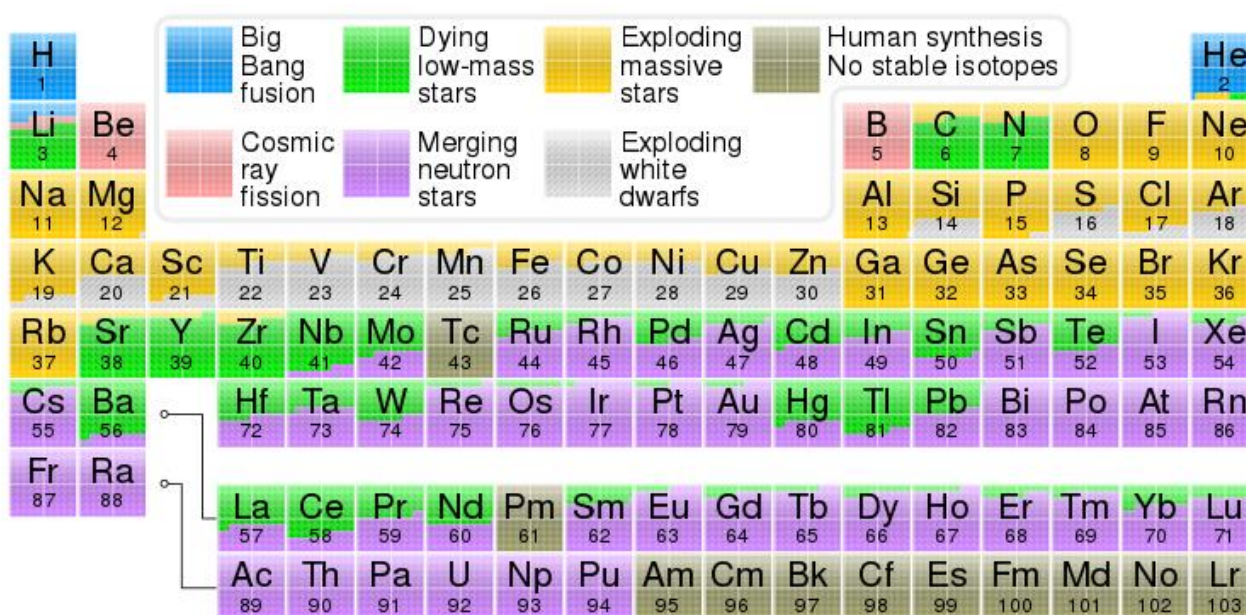 Big Bang fusion
Dying low-mass stars
Exploding massive stars
Human synthesis
No stable isotopes
Cosmic ray fission
Merging neutron stars
Exploding white dwarfs
H He
1 2
Li Be B C N O F Ne
3 4 5 6 7 8 9 10
Na Mg Al Si P S Cl Ar
11 12 13 14 15 16 17 18
K Ca Sc Ti V Cr Mn Fe Co Ni Cu Zn Ga Ge As Se Br Kr
19 20 21 22 23 24 25 26 27 28 29 30 31 32 33 34 35 36
Rb Sr Y Zr Nb Mo Tc Ru Rh Pd Ag Cd In Sn Sb Te I Xe
37 38 39 40 41 42 43 44 45 46 47 48 49 50 51 52 53 54
Cs Ba Hf Ta W Re Os Ir Pt Au Hg Tl Pb Bi Po At Rn
55 56 72 73 74 75 76 77 78 79 80 81 82 83 84 85 86
Fr Ra
87 88
La Ce Pr Nd Pm Sm Eu Gd Tb Dy Ho Er Tm Yb Lu
57 58 59 60 61 62 63 64 65 66 67 68 69 70 71
Ac Th Pa U Np Pu Am Cm Bk Cf Es Fm Md No Lr
89 90 91 92 93 94 95 96 97 98 99 100 101 102 103